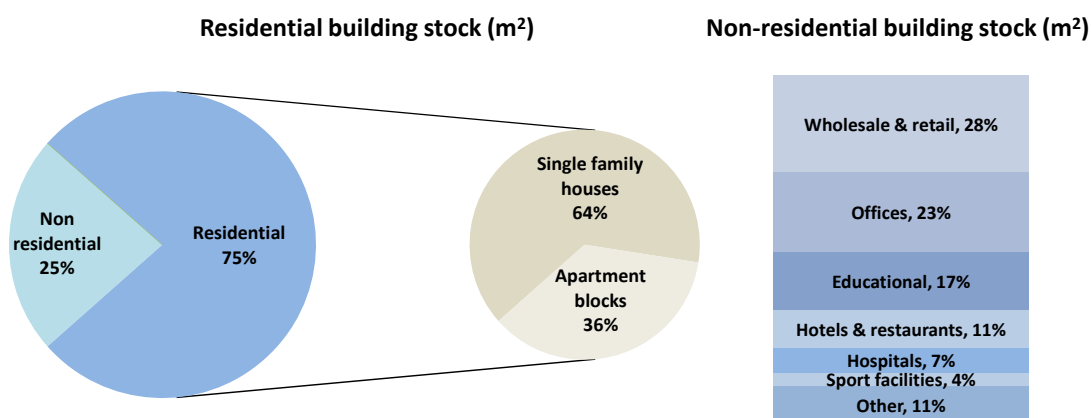 Residential building stock (m²)
Non
residential
25%
Residential
75%
Single family
houses
64%
Apartment
blocks
36%
Non-residential building stock (m²)
Wholesale & retail, 28%
Offices, 23%
Educational, 17%
Hotels & restaurants, 11%
Hospitals, 7%
Sport facilities, 4%
Other, 11%